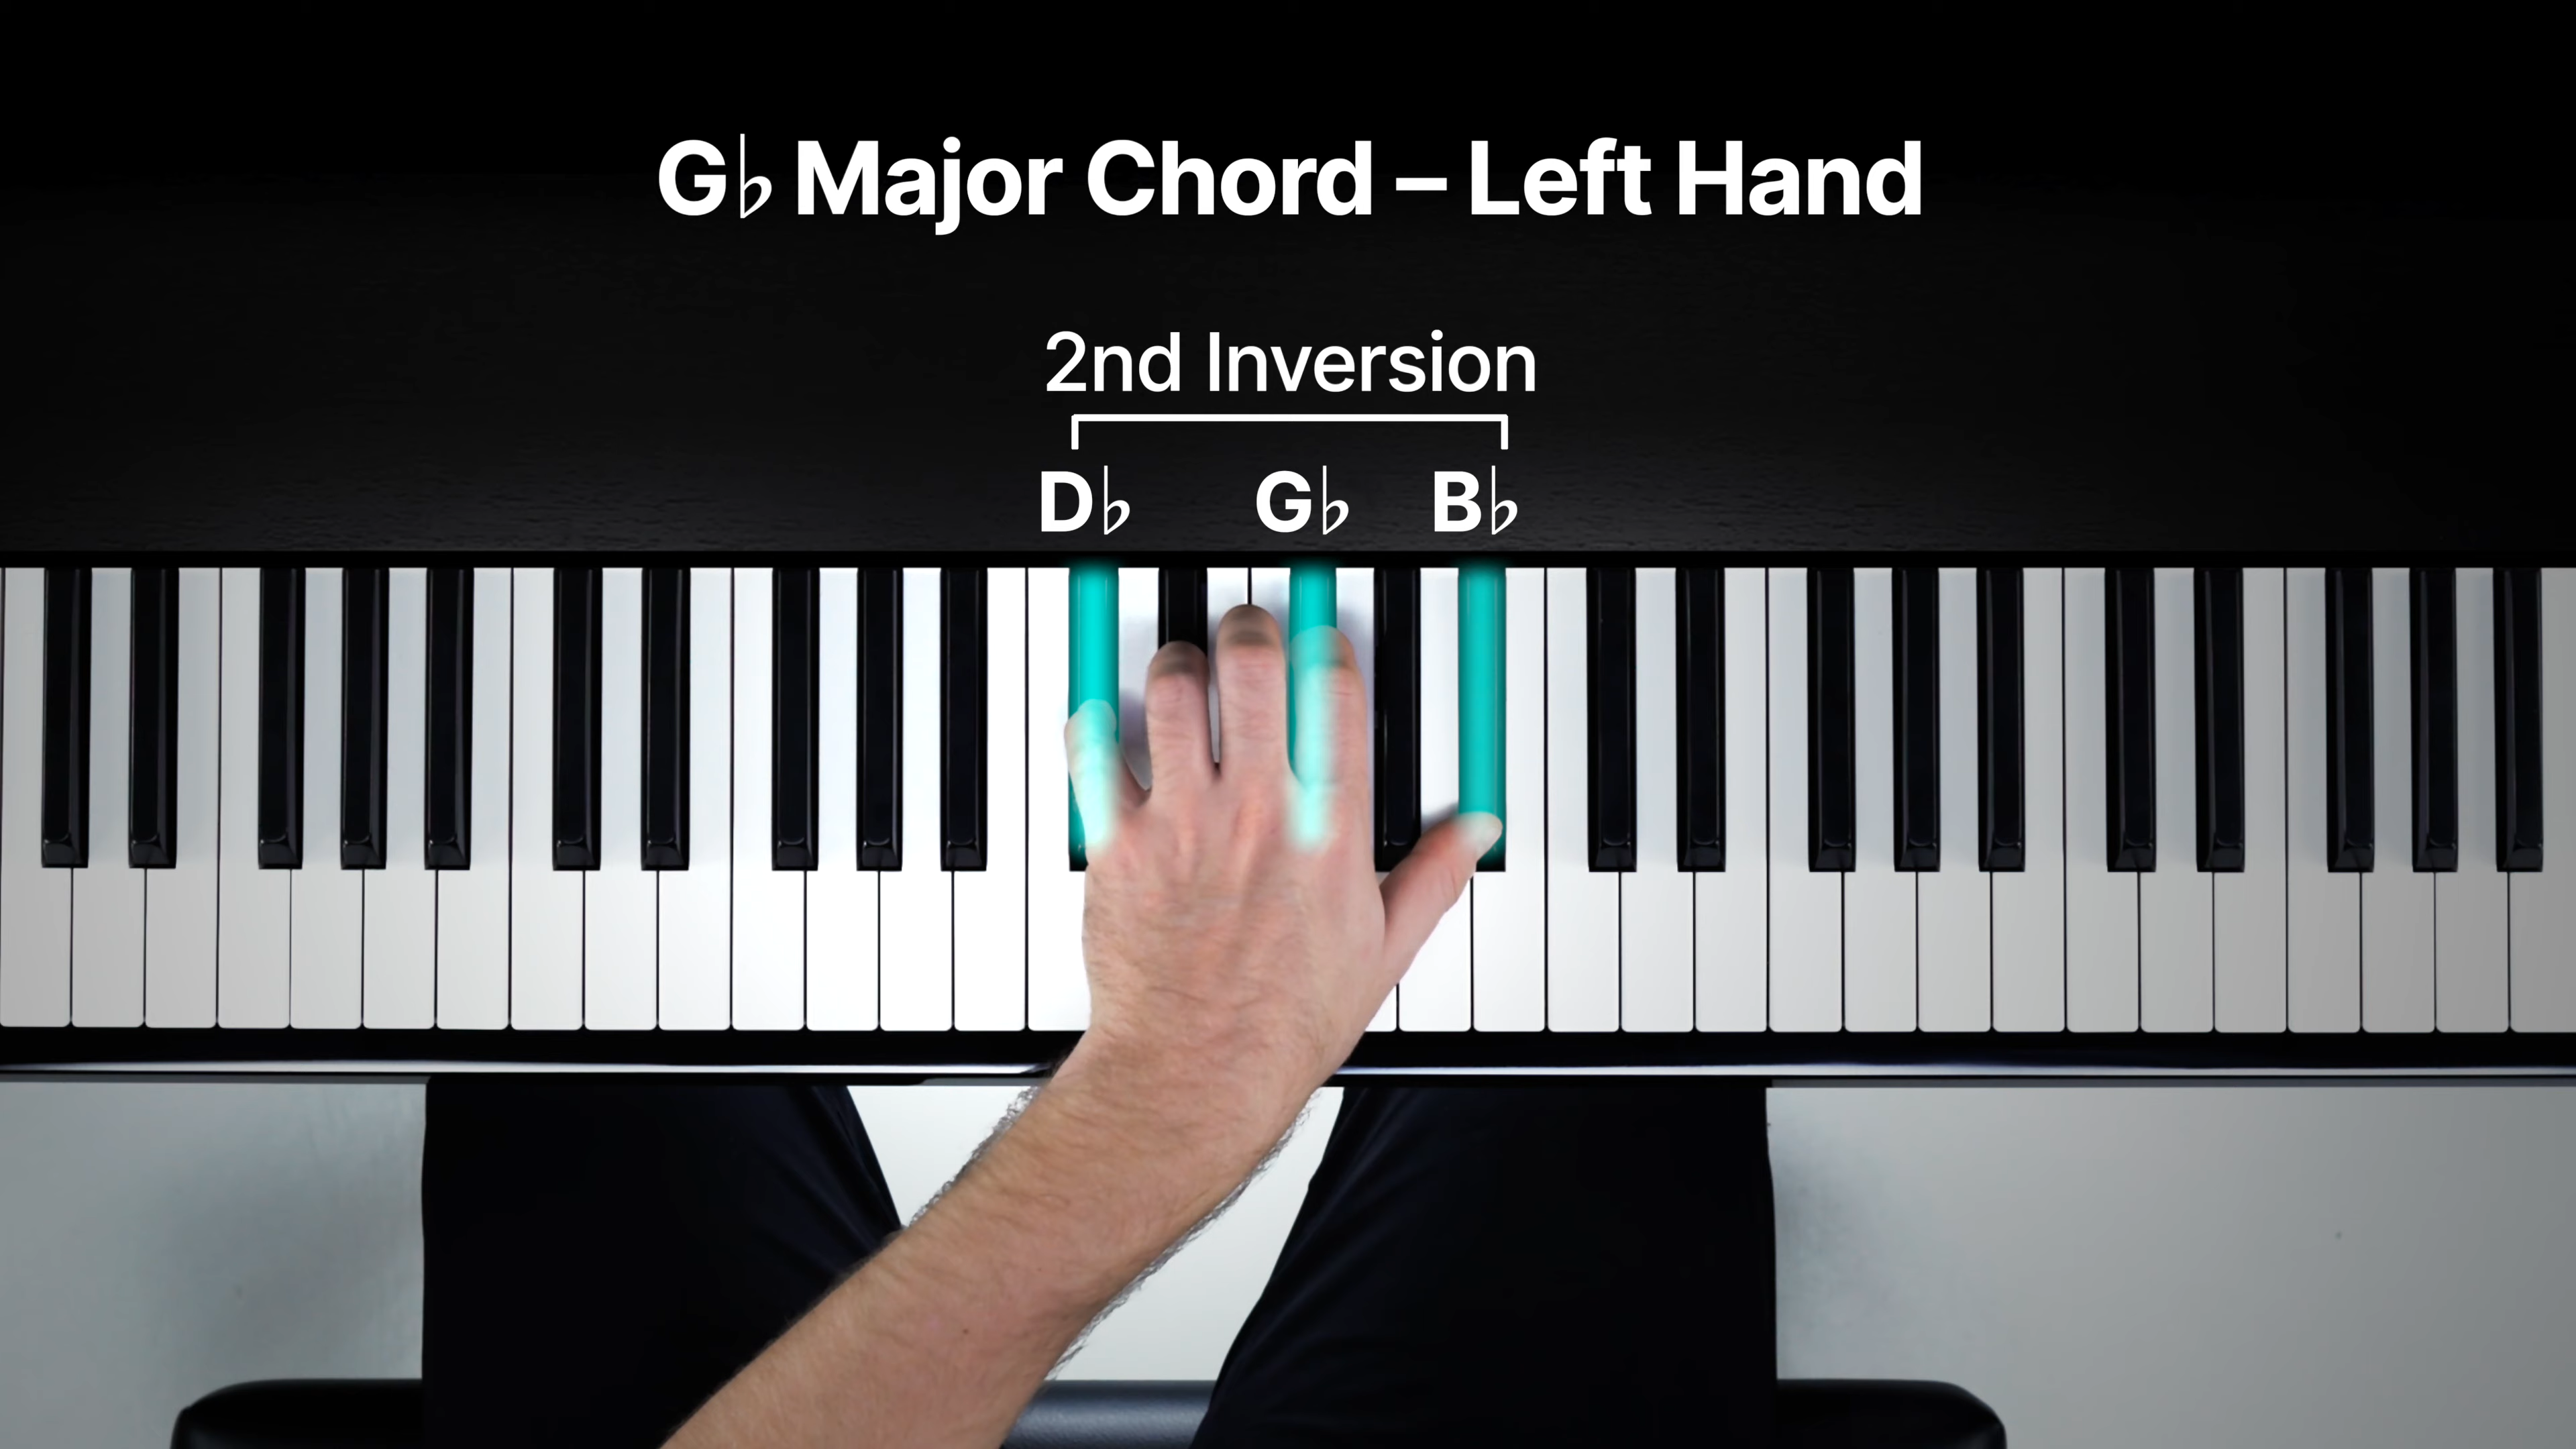 G♭ Major Chord – Left Hand
2nd Inversion
D♭ G♭ B♭